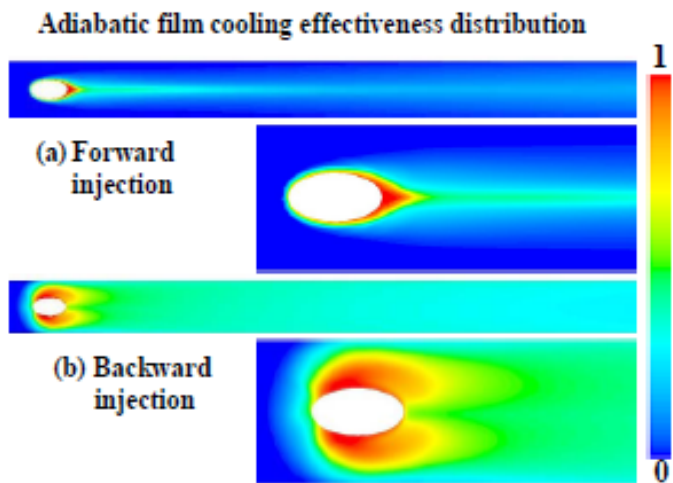 Adiabatic film cooling effectiveness distribution
1
(a) Forward
injection
(b) Backward
injection
0